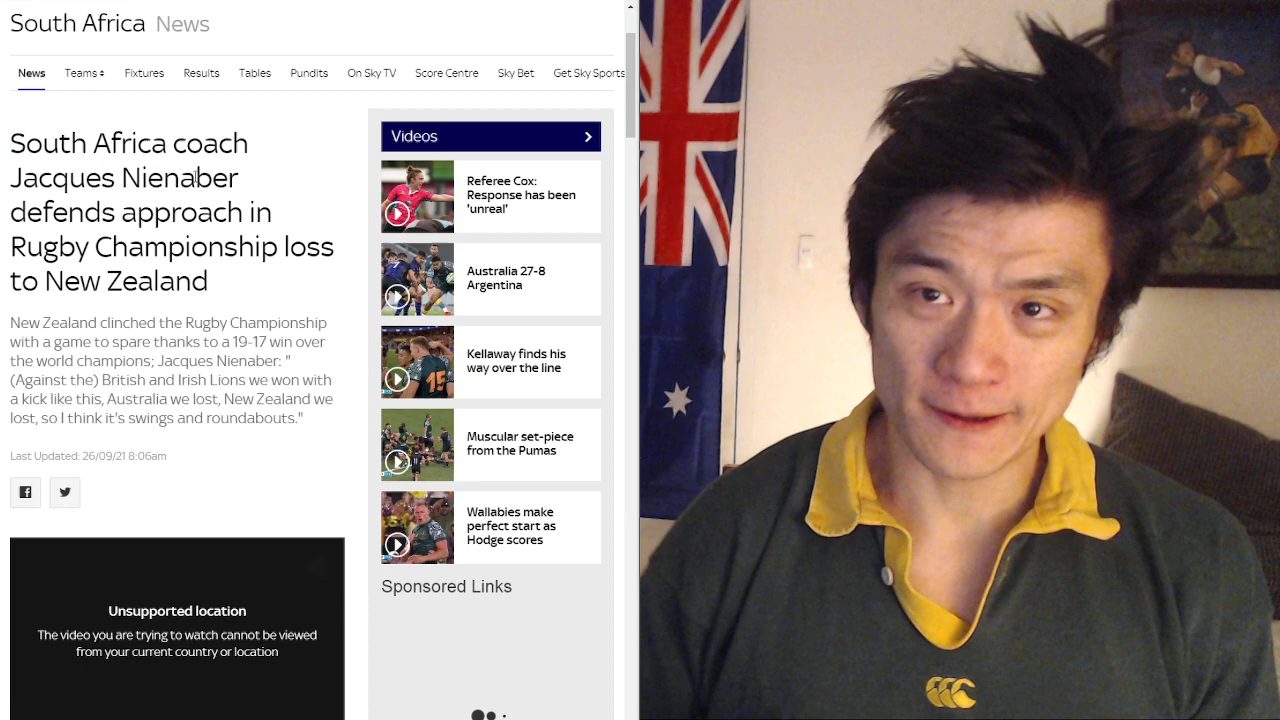 South Africa News
News Teams Fixtures Results Tables Pundits On Sky TV Score Centre Sky Bet Get Sky Sports
South Africa coach
Jacques Nienaber
defends approach in
Rugby Championship loss
to New Zealand
New Zealand clinched the Rugby Championship
with a game to spare thanks to a 19-17 win over
the world champions; Jacques Nienaber: "
(Against the) British and Irish Lions we won with
a kick like this, Australia we lost, New Zealand we
lost, so I think it's swings and roundabouts."
Last Updated: 26/09/21 8:06am
Unsupported location
The video you are trying to watch cannot be viewed
from your current country or location
Videos
Referee Cox:
Response has been
'unreal'
Australia 27-8
Argentina
Kellaway finds his
way over the line
15
Muscular set-piece
from the Pumas
Wallabies make
perfect start as
Hodge scores
Sponsored Links